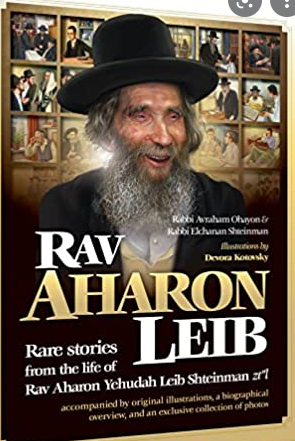 Rabbi Avraham Ohayon &
Rabbi Elchanan Shteinman
Illustrations by
Devora Kotovsky
RAV
AHARON
LEIB
Rare stories
from the life of
Rav Aharon Yehudah Leib Shteinman zt"l
accompanied by original illustrations, a biographical
overview, and an exclusive collection of photos